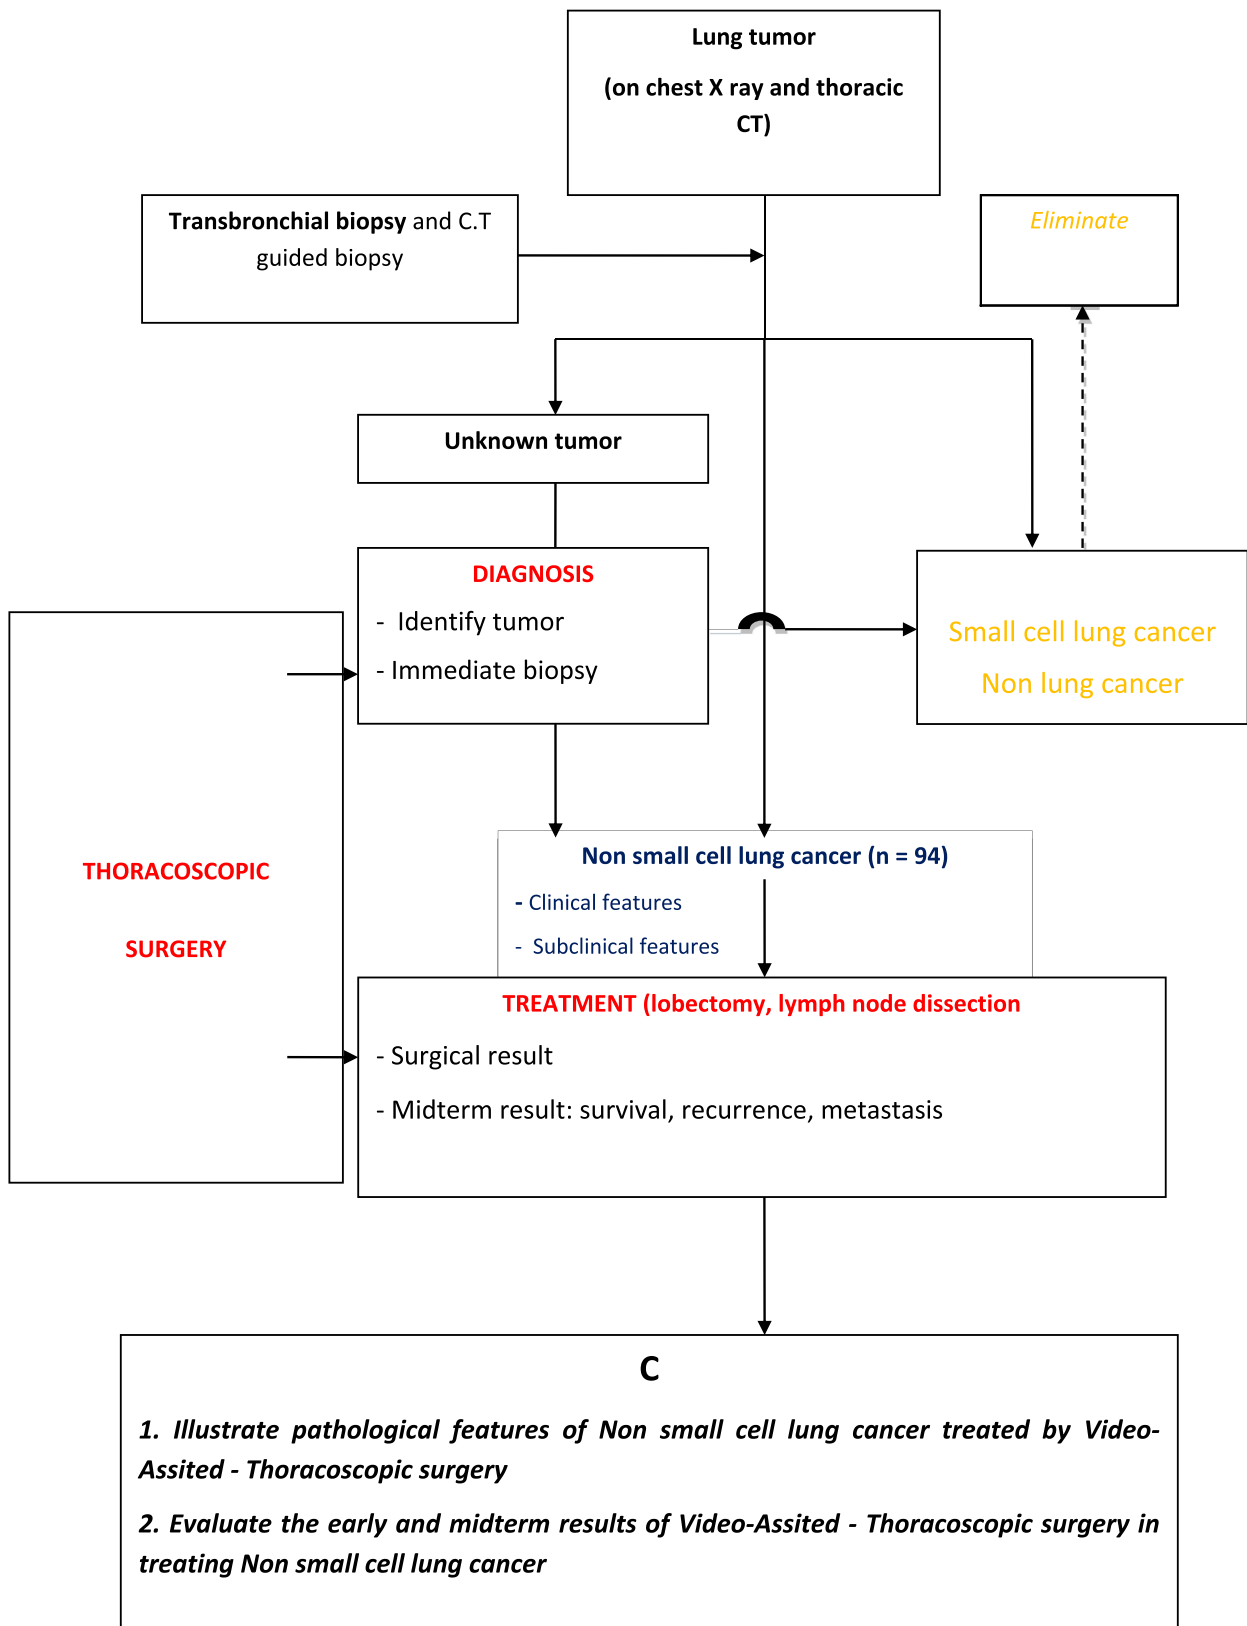 Lung tumor
(on chest X ray and thoracic
CT)
Transbronchial biopsy and C.T
guided biopsy
Eliminate
Unknown tumor
DIAGNOSIS
- Identify tumor
- Immediate biopsy
Small cell lung cancer
Non lung cancer
THORACOSCOPIC
SURGERY
Non small cell lung cancer (n = 94)
- Clinical features
- Subclinical features
TREATMENT (lobectomy, lymph node dissection
- Surgical result
- Midterm result: survival, recurrence, metastasis
C
1. Illustrate pathological features of Non small cell lung cancer treated by Video-
Assited - Thoracoscopic surgery
2. Evaluate the early and midterm results of Video-Assited - Thoracoscopic surgery in
treating Non small cell lung cancer